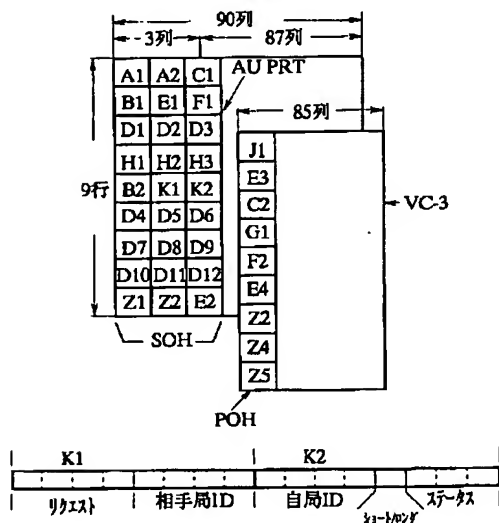 90列
3列 87列
AU PRT
A1 A2 C1
B1 E1 F1
85列
D1 D2 D3
J1
H1 H2 H3
E3
9行
B2 K1 K2
C2
VC-3
D4 D5 D6
G1
D7 D8 D9
F2
D10 D11 D12
E4
Z1 Z2 E2
Z2
SOH
Z4
Z5
POH
K1 K2
リクエスト 相手局ID 自局ID ショート/ロング ステータス